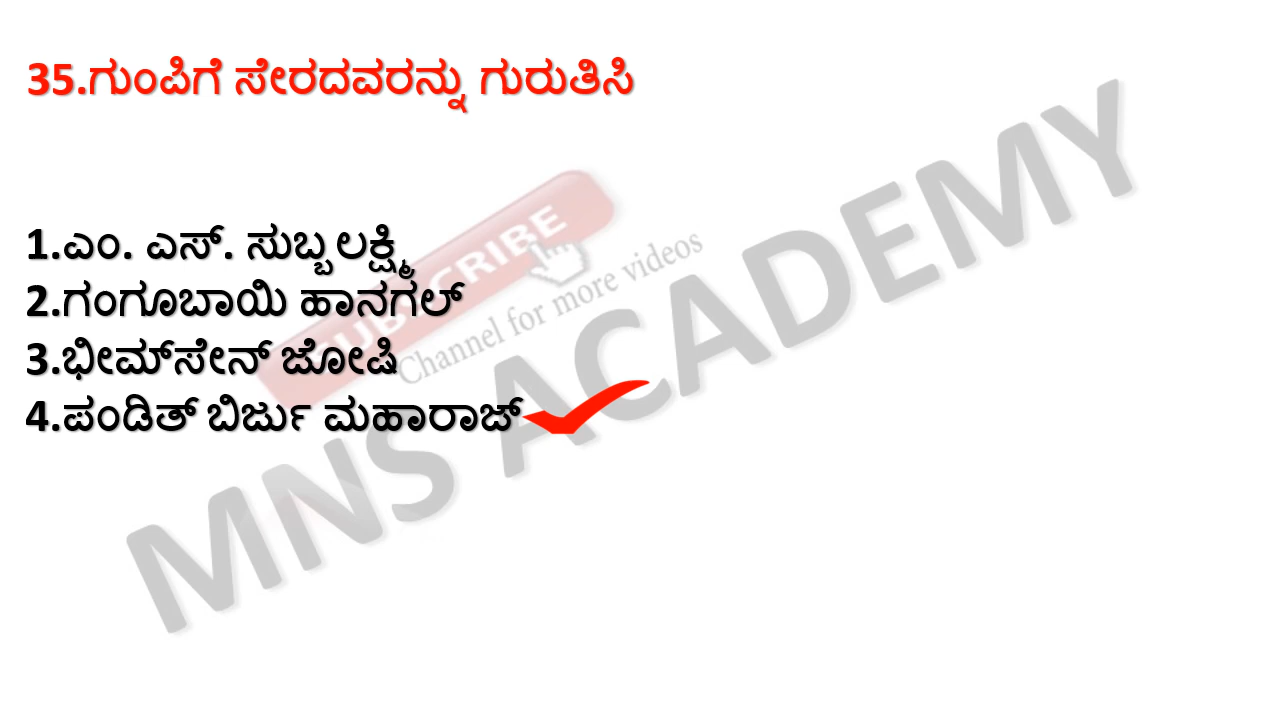 35.ಗುಂಪಿಗೆ ಸೇರದವರನ್ನು ಗುರುತಿಸಿ
1.ಎಂ. ಎಸ್. ಸುಬ್ಬಲಕ್ಷ್ಮಿ
2.ಗಂಗೂಬಾಯಿ ಹಾನಗಲ್
3.ಭೀಮ್‌ಸೇನ್ ಜೋಷಿ
4.ಪಂಡಿತ್ ಬಿರ್ಜು ಮಹಾರಾಜ್
SUBSCRIBE
Channel for more videos
MNS ACADEMY